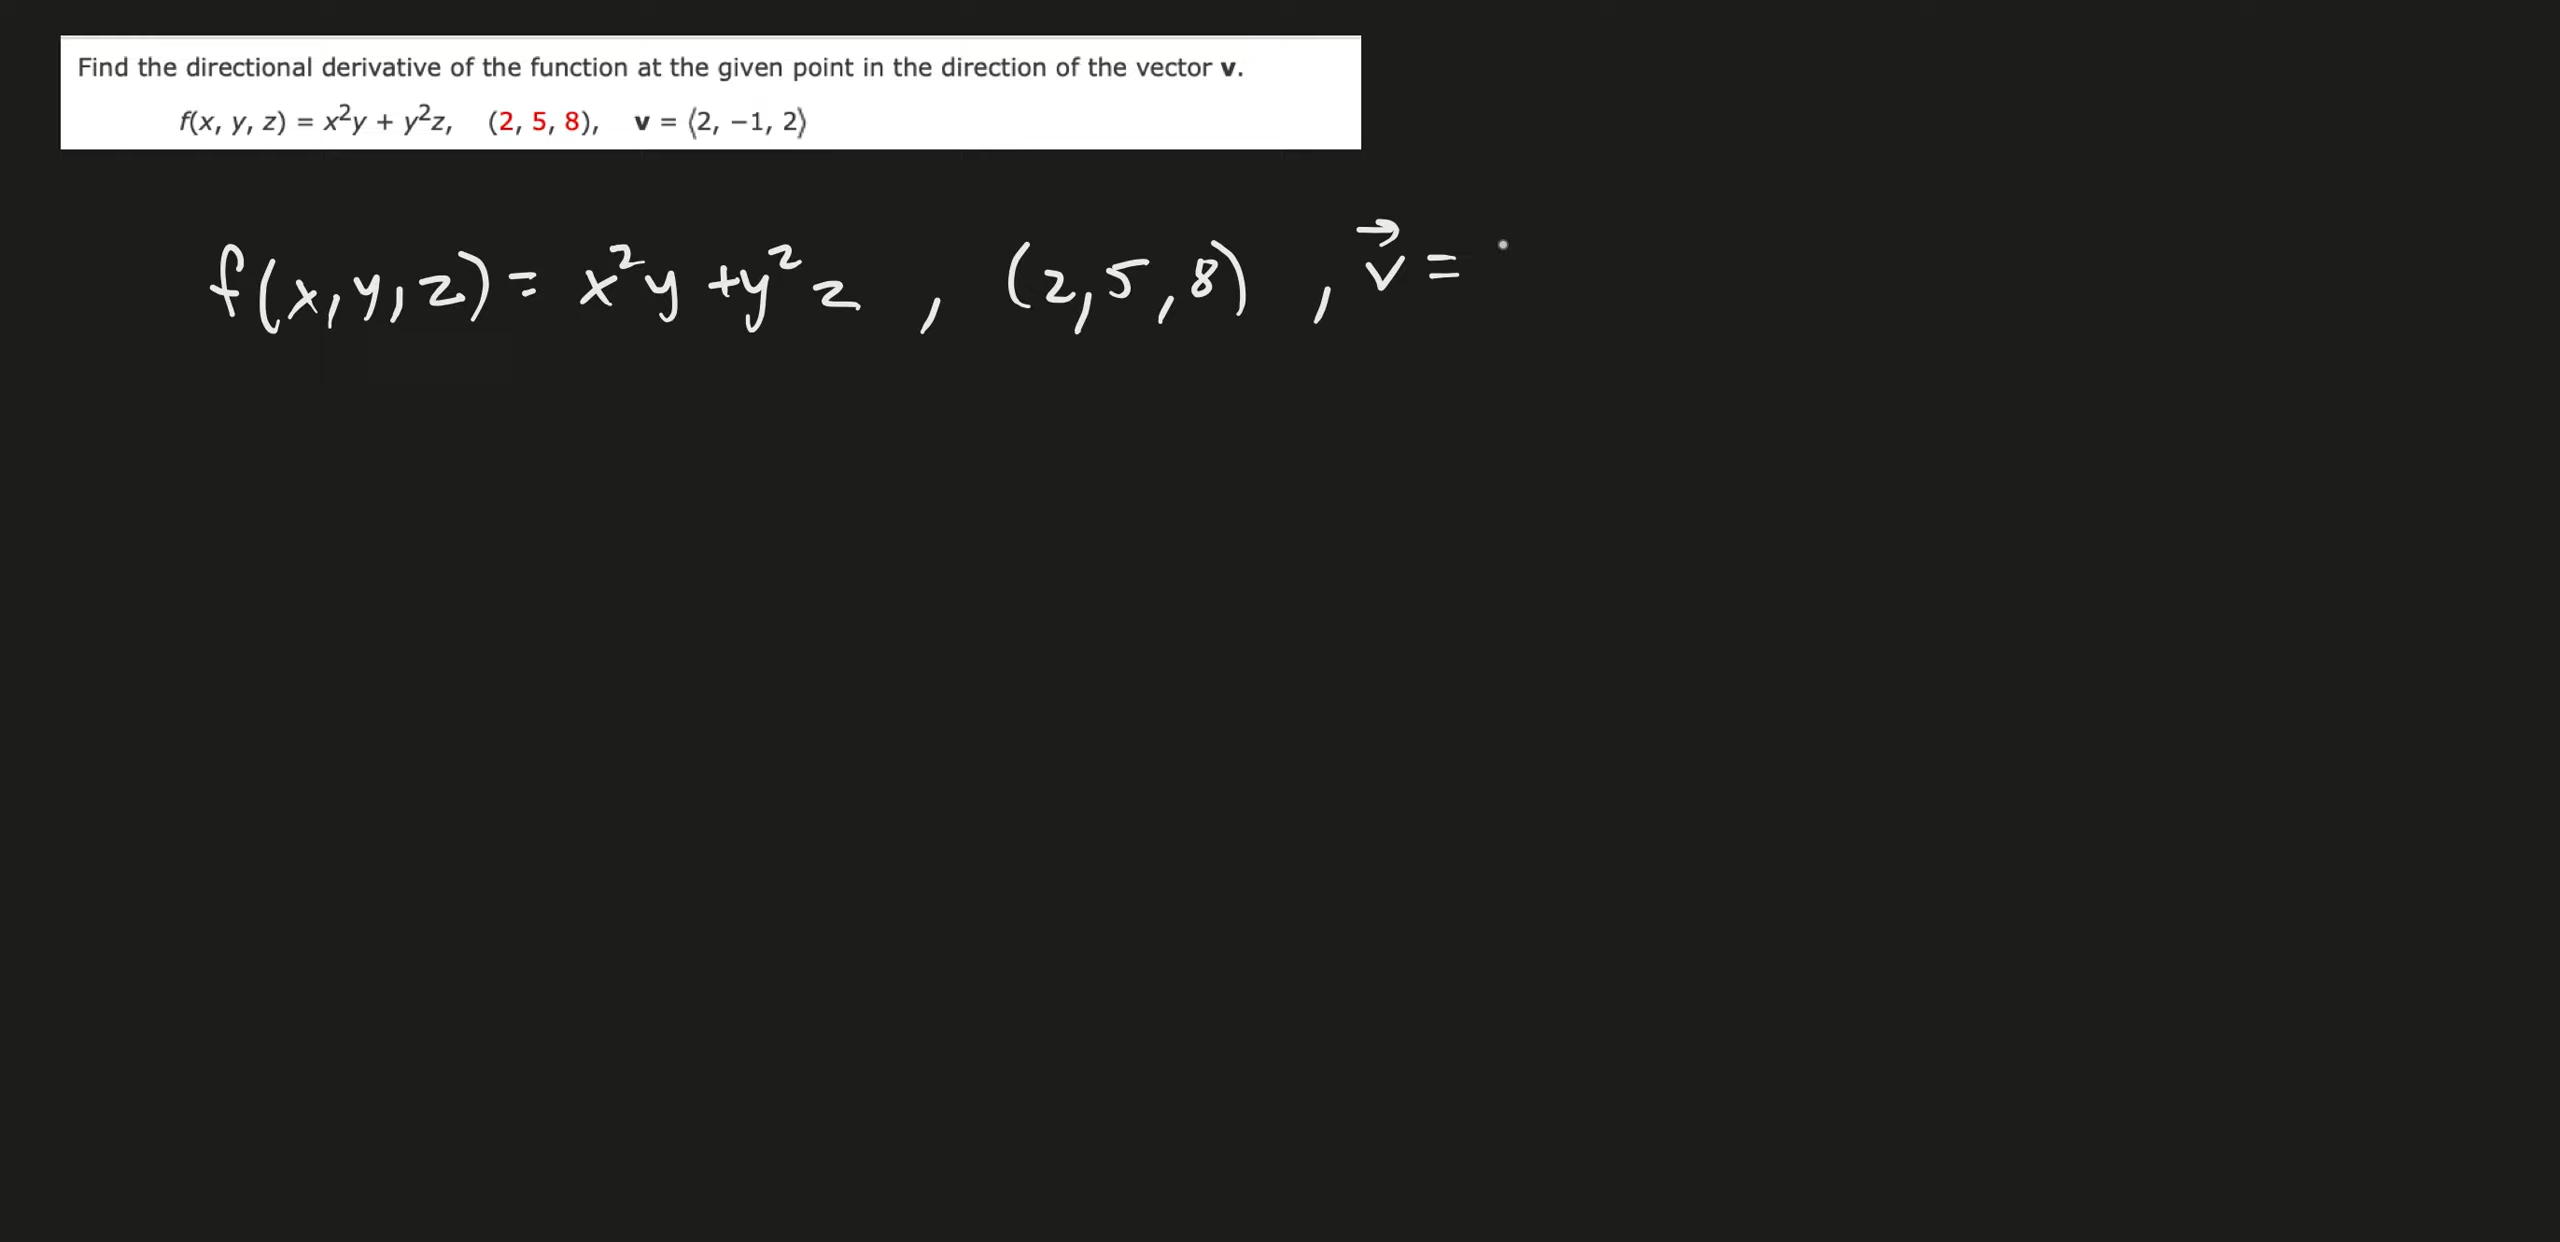 Find the directional derivative of the function at the given point in the direction of the vector v.
f(x, y, z) = x²y + y²z, (2, 5, 8), v = ⟨2, −1, 2⟩
f(x,y,z) = x²y + y²z , (2,5,8) , v⃗ =